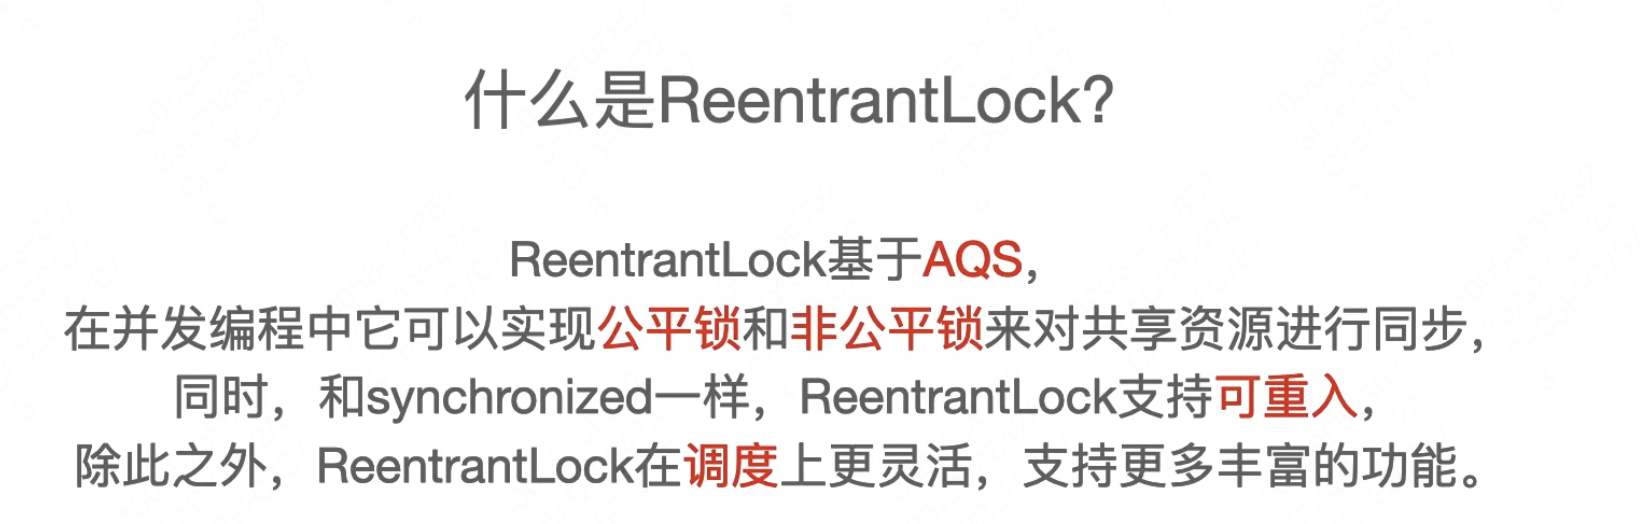 什么是ReentrantLock?
ReentrantLock基于AQS，
在并发编程中它可以实现公平锁和非公平锁来对共享资源进行同步，
同时，和synchronized一样，ReentrantLock支持可重入，
除此之外，ReentrantLock在调度上更灵活，支持更多丰富的功能。